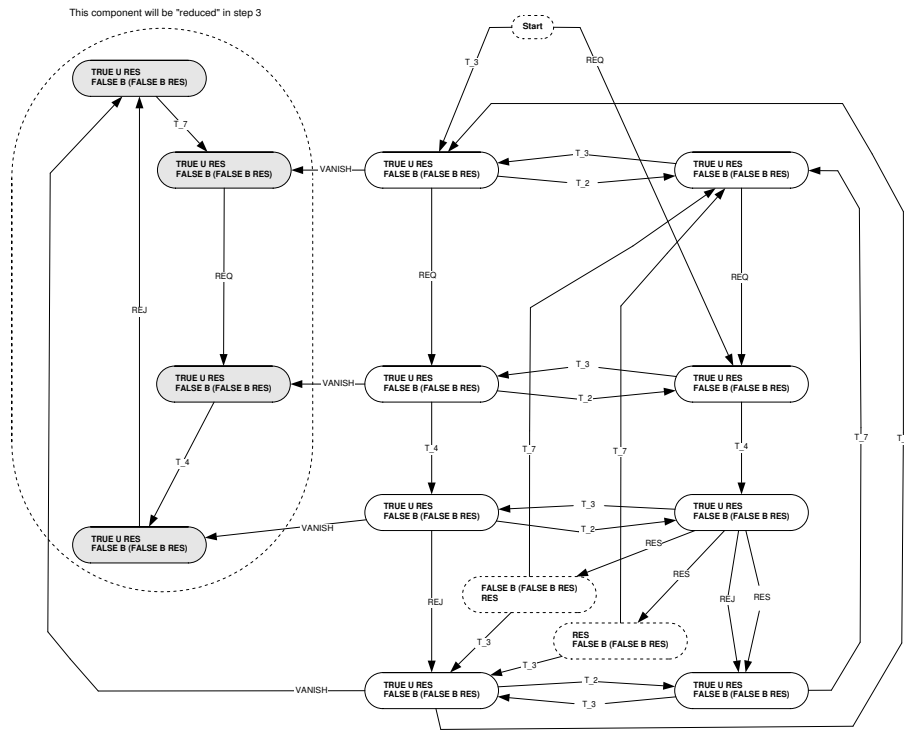 This component will be "reduced" in step 3
Start
T_3
REQ
TRUE U RES
FALSE B (FALSE B RES)
T_7
TRUE U RES
FALSE B (FALSE B RES)
VANISH
TRUE U RES
FALSE B (FALSE B RES)
T_3
T_2
TRUE U RES
FALSE B (FALSE B RES)
REQ
REQ
REQ
REJ
TRUE U RES
FALSE B (FALSE B RES)
VANISH
TRUE U RES
FALSE B (FALSE B RES)
T_3
T_2
TRUE U RES
FALSE B (FALSE B RES)
T_4
T_4
T_7
T_7
T_4
T_7
T_
TRUE U RES
FALSE B (FALSE B RES)
VANISH
TRUE U RES
FALSE B (FALSE B RES)
T_3
T_2
TRUE U RES
FALSE B (FALSE B RES)
RES
RES
REJ
RES
REJ
FALSE B (FALSE B RES)
RES
RES
FALSE B (FALSE B RES)
T_3
T_3
VANISH
TRUE U RES
FALSE B (FALSE B RES)
T_2
T_3
TRUE U RES
FALSE B (FALSE B RES)